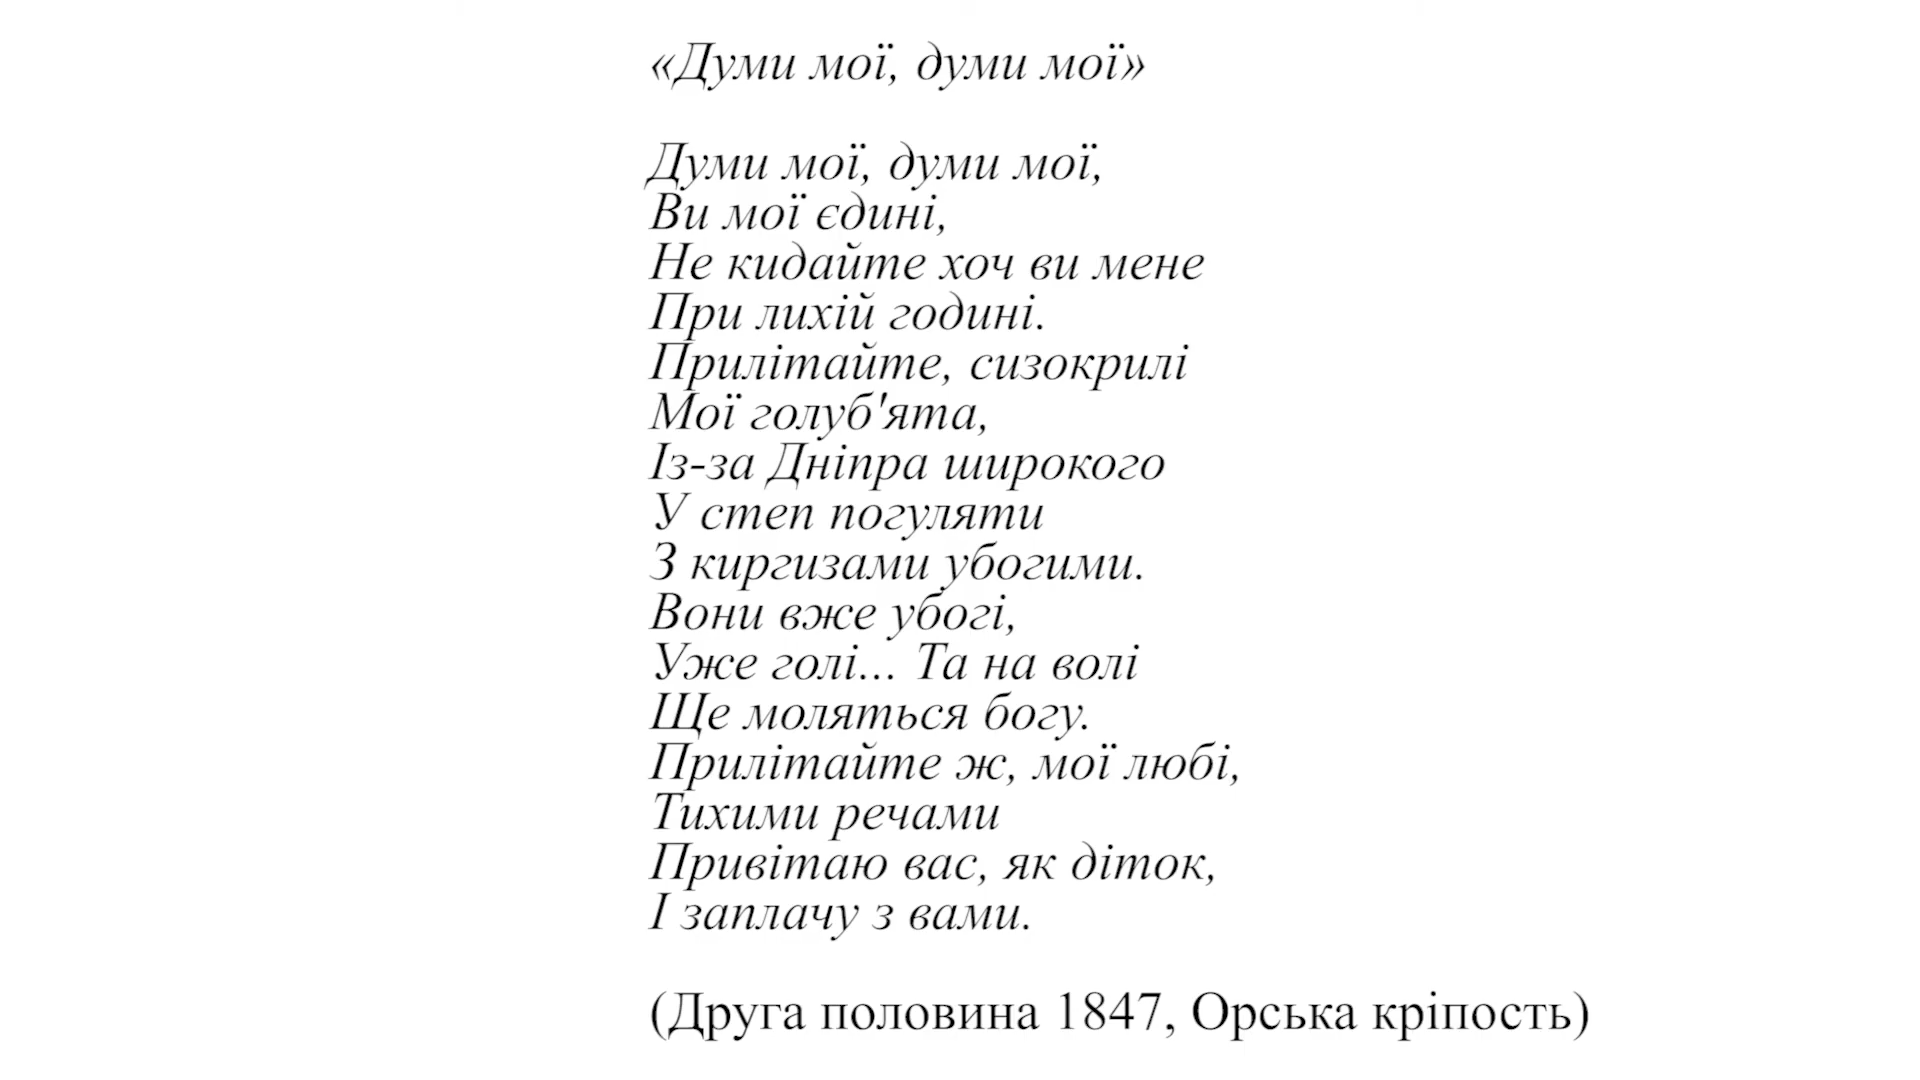 «Думи мої, думи мої»
Думи мої, думи мої,
Ви мої єдині,
Не кидайте хоч ви мене
При лихій годині.
Прилітайте, сизокрилі
Мої голуб'ята,
Із-за Дніпра широкого
У степ погуляти
З киргизами убогими.
Вони вже убогі,
Уже голі... Та на волі
Ще моляться богу.
Прилітайте ж, мої любі,
Тихими речами
Привітаю вас, як діток,
І заплачу з вами.
(Друга половина 1847, Орська кріпость)